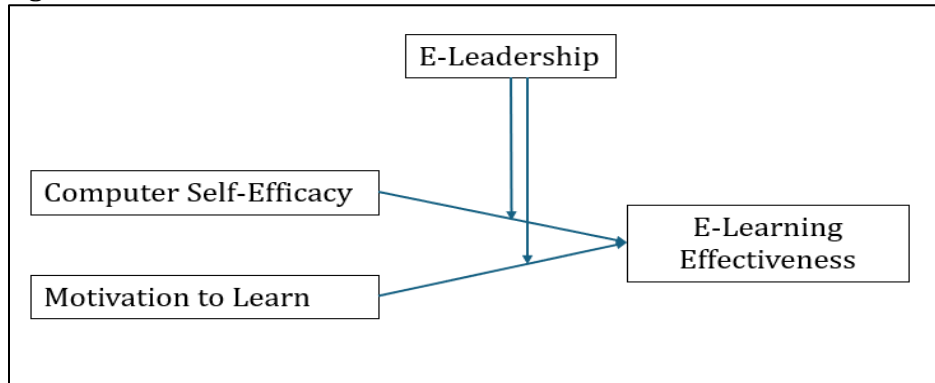 E-Leadership
Computer Self-Efficacy
E-Learning
Effectiveness
Motivation to Learn